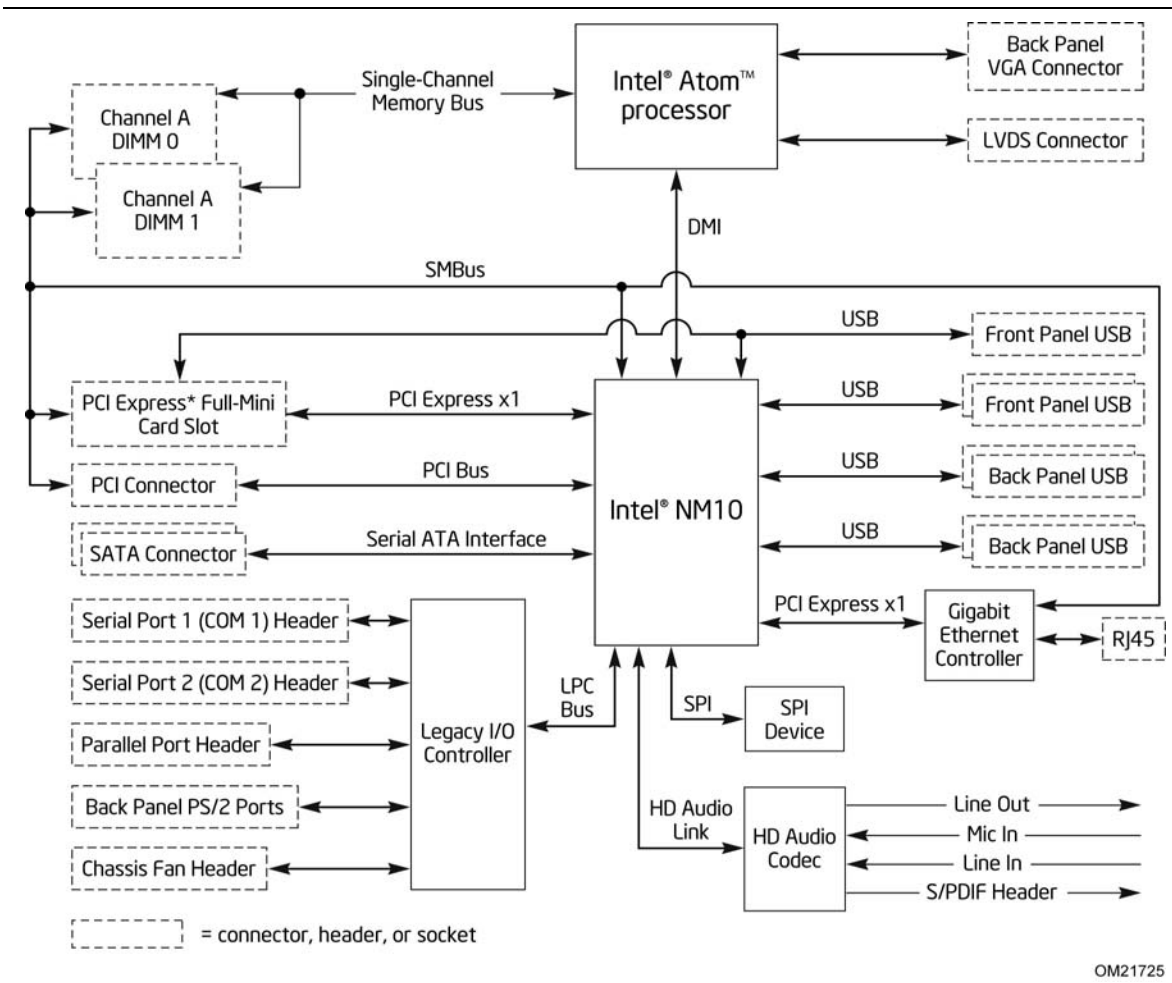 Intel® Atom™
processor
Back Panel
VGA Connector
LVDS Connector
Single-Channel
Memory Bus
Channel A
DIMM 0
Channel A
DIMM 1
DMI
SMBus
USB
Front Panel USB
PCI Express* Full-Mini
Card Slot
PCI Express x1
USB
Front Panel USB
PCI Connector
PCI Bus
Intel® NM10
USB
Back Panel USB
SATA Connector
Serial ATA Interface
USB
Back Panel USB
PCI Express x1
Gigabit
Ethernet
Controller
RJ45
Serial Port 1 (COM 1) Header
Serial Port 2 (COM 2) Header
Parallel Port Header
Back Panel PS/2 Ports
Chassis Fan Header
Legacy I/O
Controller
LPC
Bus
SPI
SPI
Device
HD Audio
Link
HD Audio
Codec
Line Out
Mic In
Line In
S/PDIF Header
= connector, header, or socket
OM21725